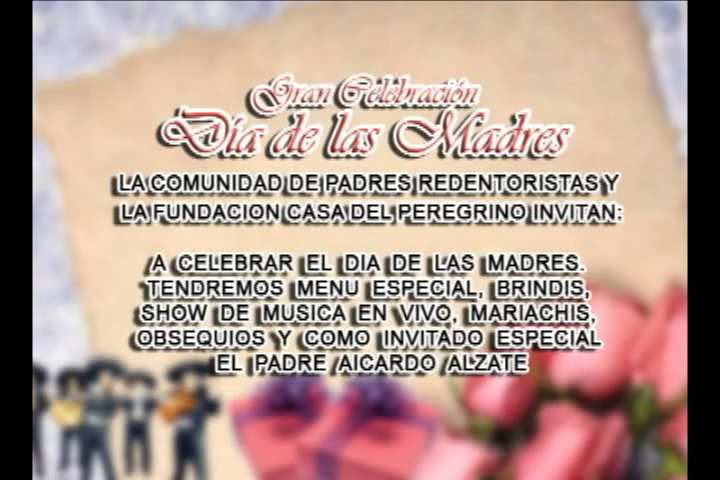 Gran Celebración
Día de las Madres
LA COMUNIDAD DE PADRES REDENTORISTAS Y
LA FUNDACION CASA DEL PEREGRINO INVITAN:
A CELEBRAR EL DIA DE LAS MADRES.
TENDREMOS MENU ESPECIAL, BRINDIS,
SHOW DE MUSICA EN VIVO, MARIACHIS,
OBSEQUIOS Y COMO INVITADO ESPECIAL
EL PADRE AICARDO ALZATE